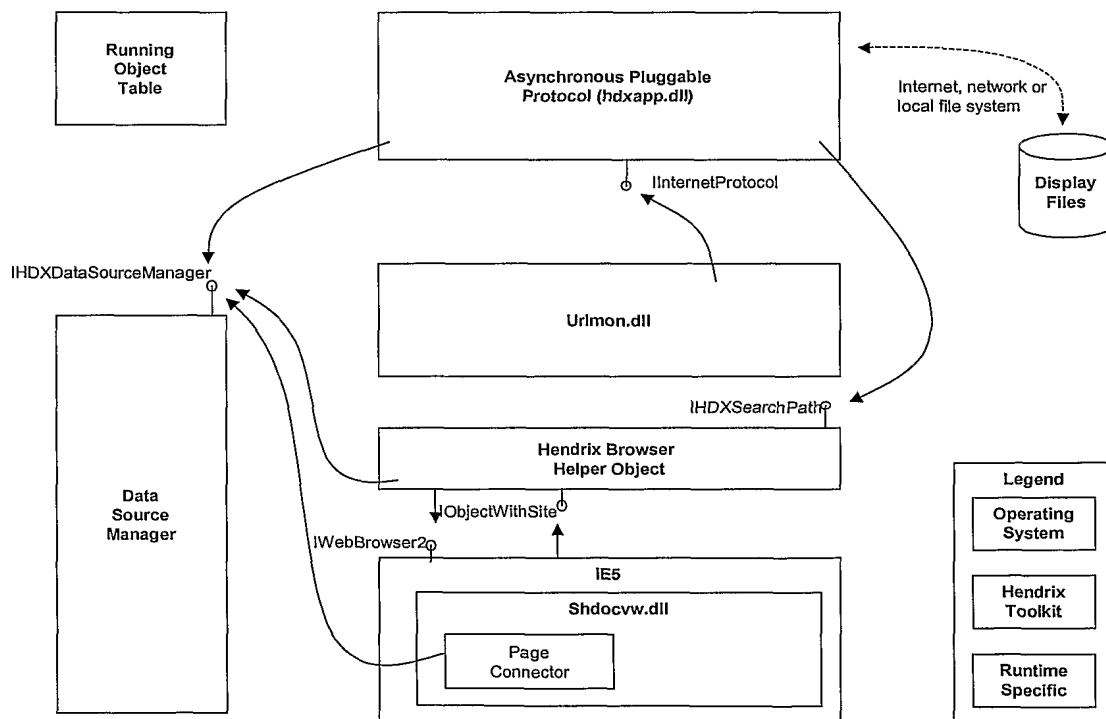 Running
Object
Table
Asynchronous Pluggable
Protocol (hdxapp.dll)
Internet, network or
local file system
Display
Files
IInternetProtocol
IHDXDataSourceManager
Urlmon.dll
IHDXSearchPath
Hendrix Browser
Helper Object
Data
Source
Manager
IObjectWithSite
IWebBrowser2
IE5
Shdocvw.dll
Page
Connector
Legend
Operating
System
Hendrix
Toolkit
Runtime
Specific